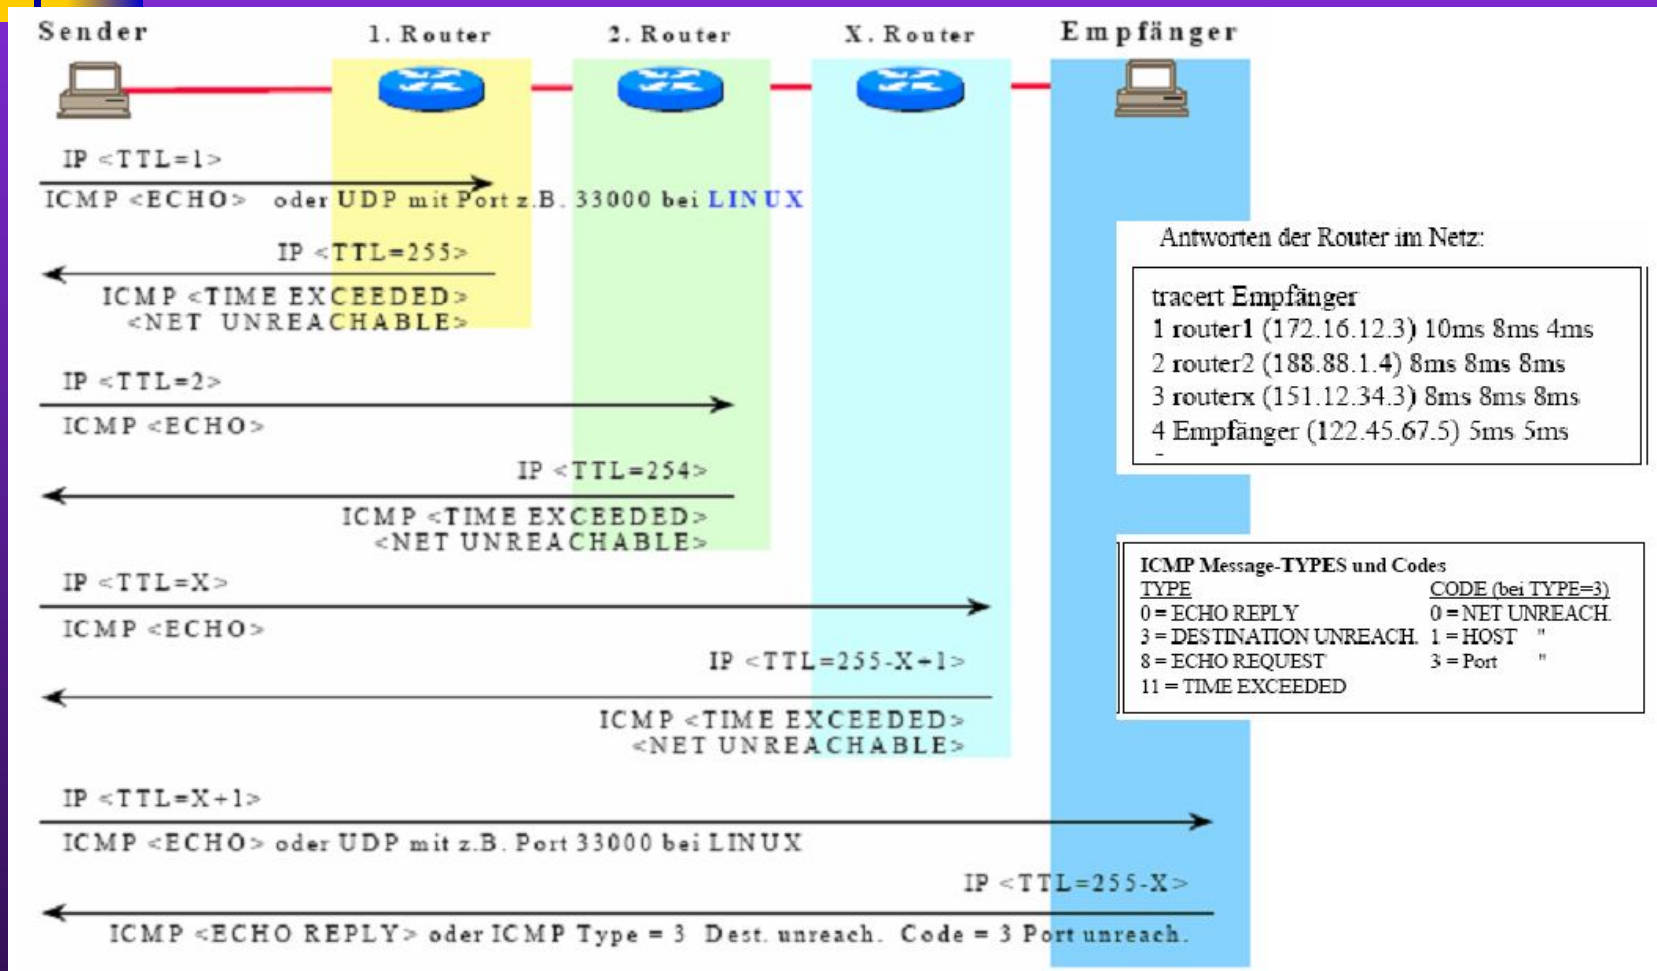 Sender
1. Router
2. Router
X. Router
Empfänger
IP <TTL=1>
ICMP <ECHO> oder UDP mit Port z.B. 33000 bei LINUX
IP <TTL=255>
ICMP <TIME EXCEEDED>
<NET UNREACHABLE>
IP <TTL=2>
ICMP <ECHO>
IP <TTL=254>
ICMP <TIME EXCEEDED>
<NET UNREACHABLE>
IP <TTL=X>
ICMP <ECHO>
IP <TTL=255-X+1>
ICMP <TIME EXCEEDED>
<NET UNREACHABLE>
IP <TTL=X+1>
ICMP <ECHO> oder UDP mit z.B. Port 33000 bei LINUX
IP <TTL=255-X>
ICMP <ECHO REPLY> oder ICMP Type = 3 Dest. unreach. Code = 3 Port unreach.
Antworten der Router im Netz:
tracert Empfänger
1 router1 (172.16.12.3) 10ms 8ms 4ms
2 router2 (188.88.1.4) 8ms 8ms 8ms
3 routerx (151.12.34.3) 8ms 8ms 8ms
4 Empfänger (122.45.67.5) 5ms 5ms
ICMP Message-TYPES und Codes
TYPE CODE (bei TYPE=3)
0 = ECHO REPLY 0 = NET UNREACH.
3 = DESTINATION UNREACH. 1 = HOST "
8 = ECHO REQUEST 3 = Port "
11 = TIME EXCEEDED